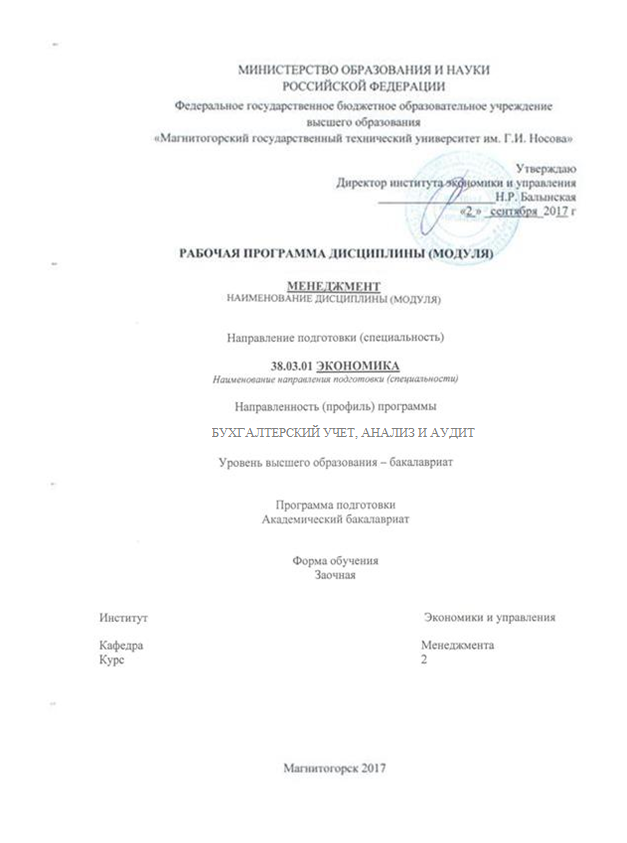 МИНИСТЕРСТВО ОБРАЗОВАНИЯ И НАУКИ
РОССИЙСКОЙ ФЕДЕРАЦИИ
Федеральное государственное бюджетное образовательное учреждение
высшего образования
«Магнитогорский государственный технический университет им. Г.И. Носова»
Утверждаю
Директор института экономики и управления
Н.Р. Балынская
«2 » сентября 2017 г
РАБОЧАЯ ПРОГРАММА ДИСЦИПЛИНЫ (МОДУЛЯ)
МЕНЕДЖМЕНТ
НАИМЕНОВАНИЕ ДИСЦИПЛИНЫ (МОДУЛЯ)
Направление подготовки (специальность)
38.03.01 ЭКОНОМИКА
Наименование направления подготовки (специальности)
Направленность (профиль) программы
БУХГАЛТЕРСКИЙ УЧЕТ, АНАЛИЗ И АУДИТ
Уровень высшего образования – бакалавриат
Программа подготовки
Академический бакалавриат
Форма обучения
Заочная
Институт Экономики и управления
Кафедра Менеджмента
Курс 2
Магнитогорск 2017